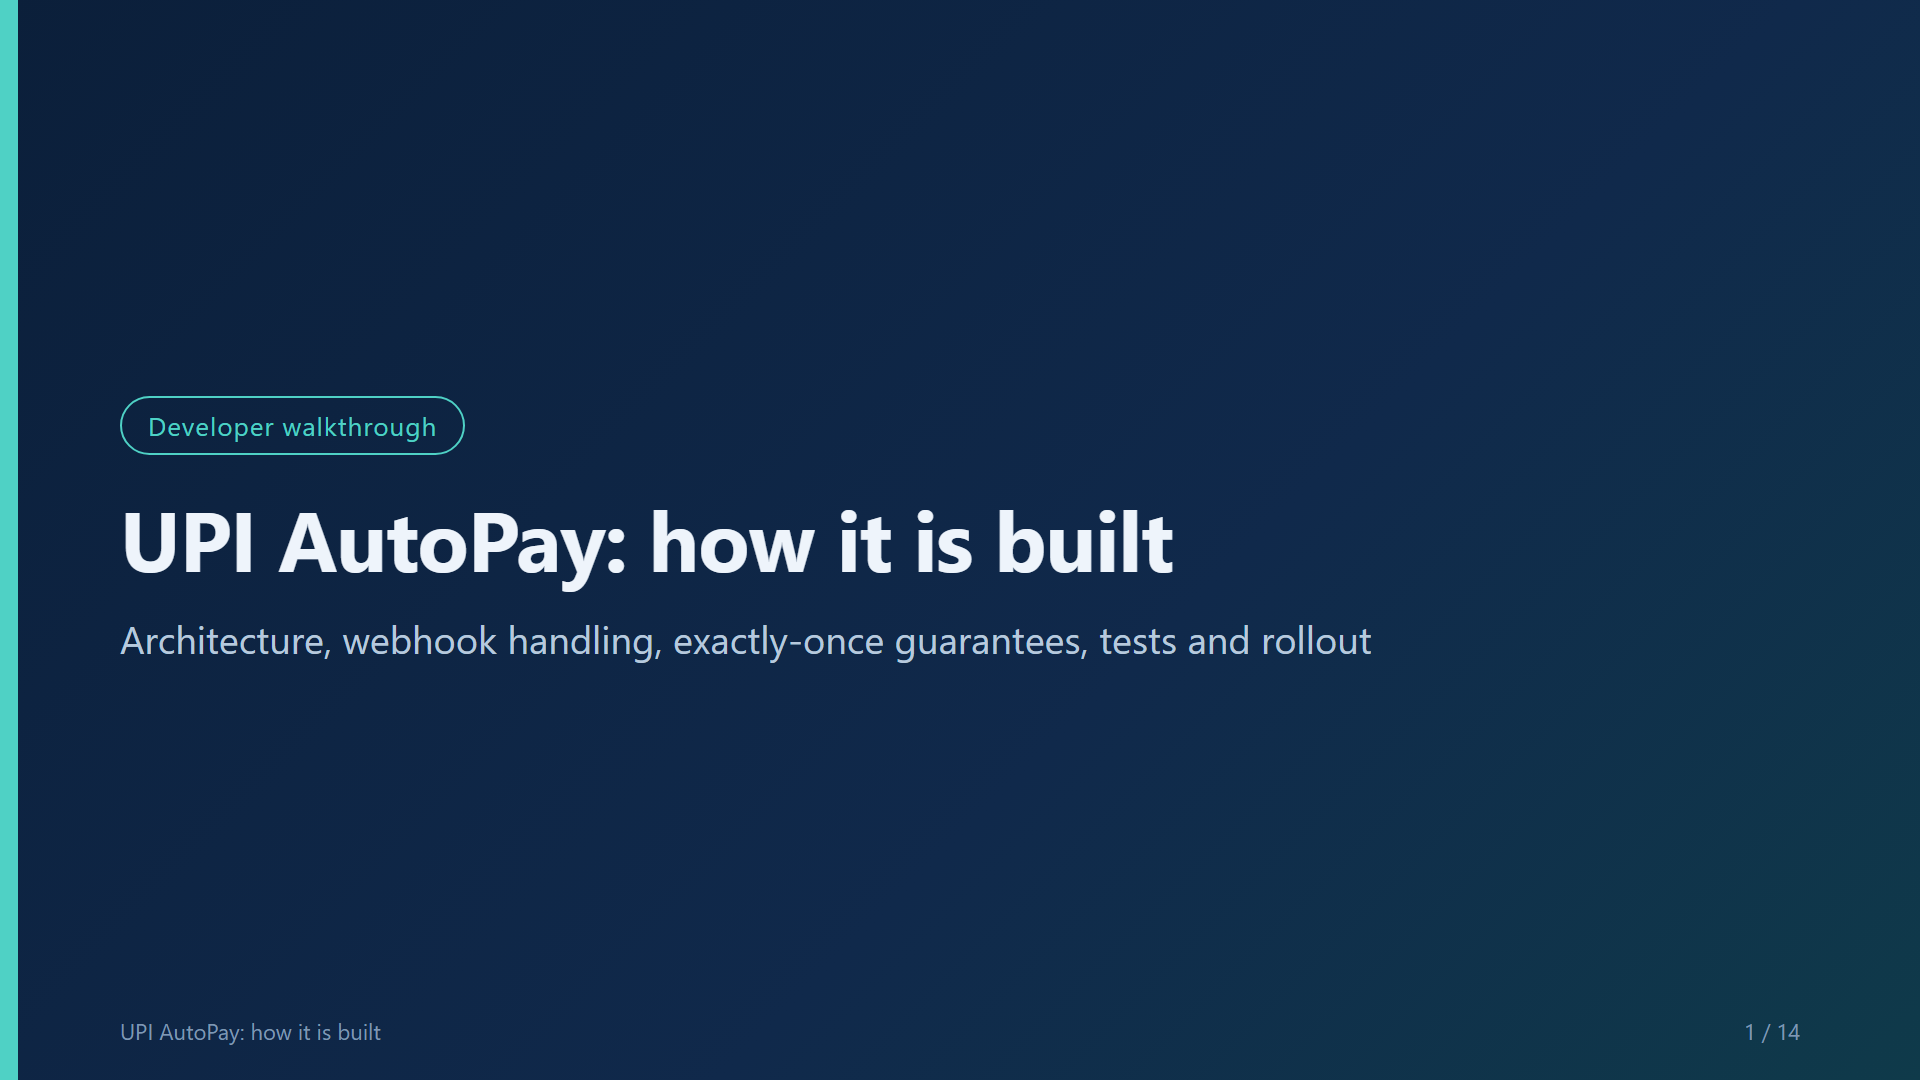 Developer walkthrough
UPI AutoPay: how it is built
Architecture, webhook handling, exactly-once guarantees, tests and rollout
UPI AutoPay: how it is built
1 / 14